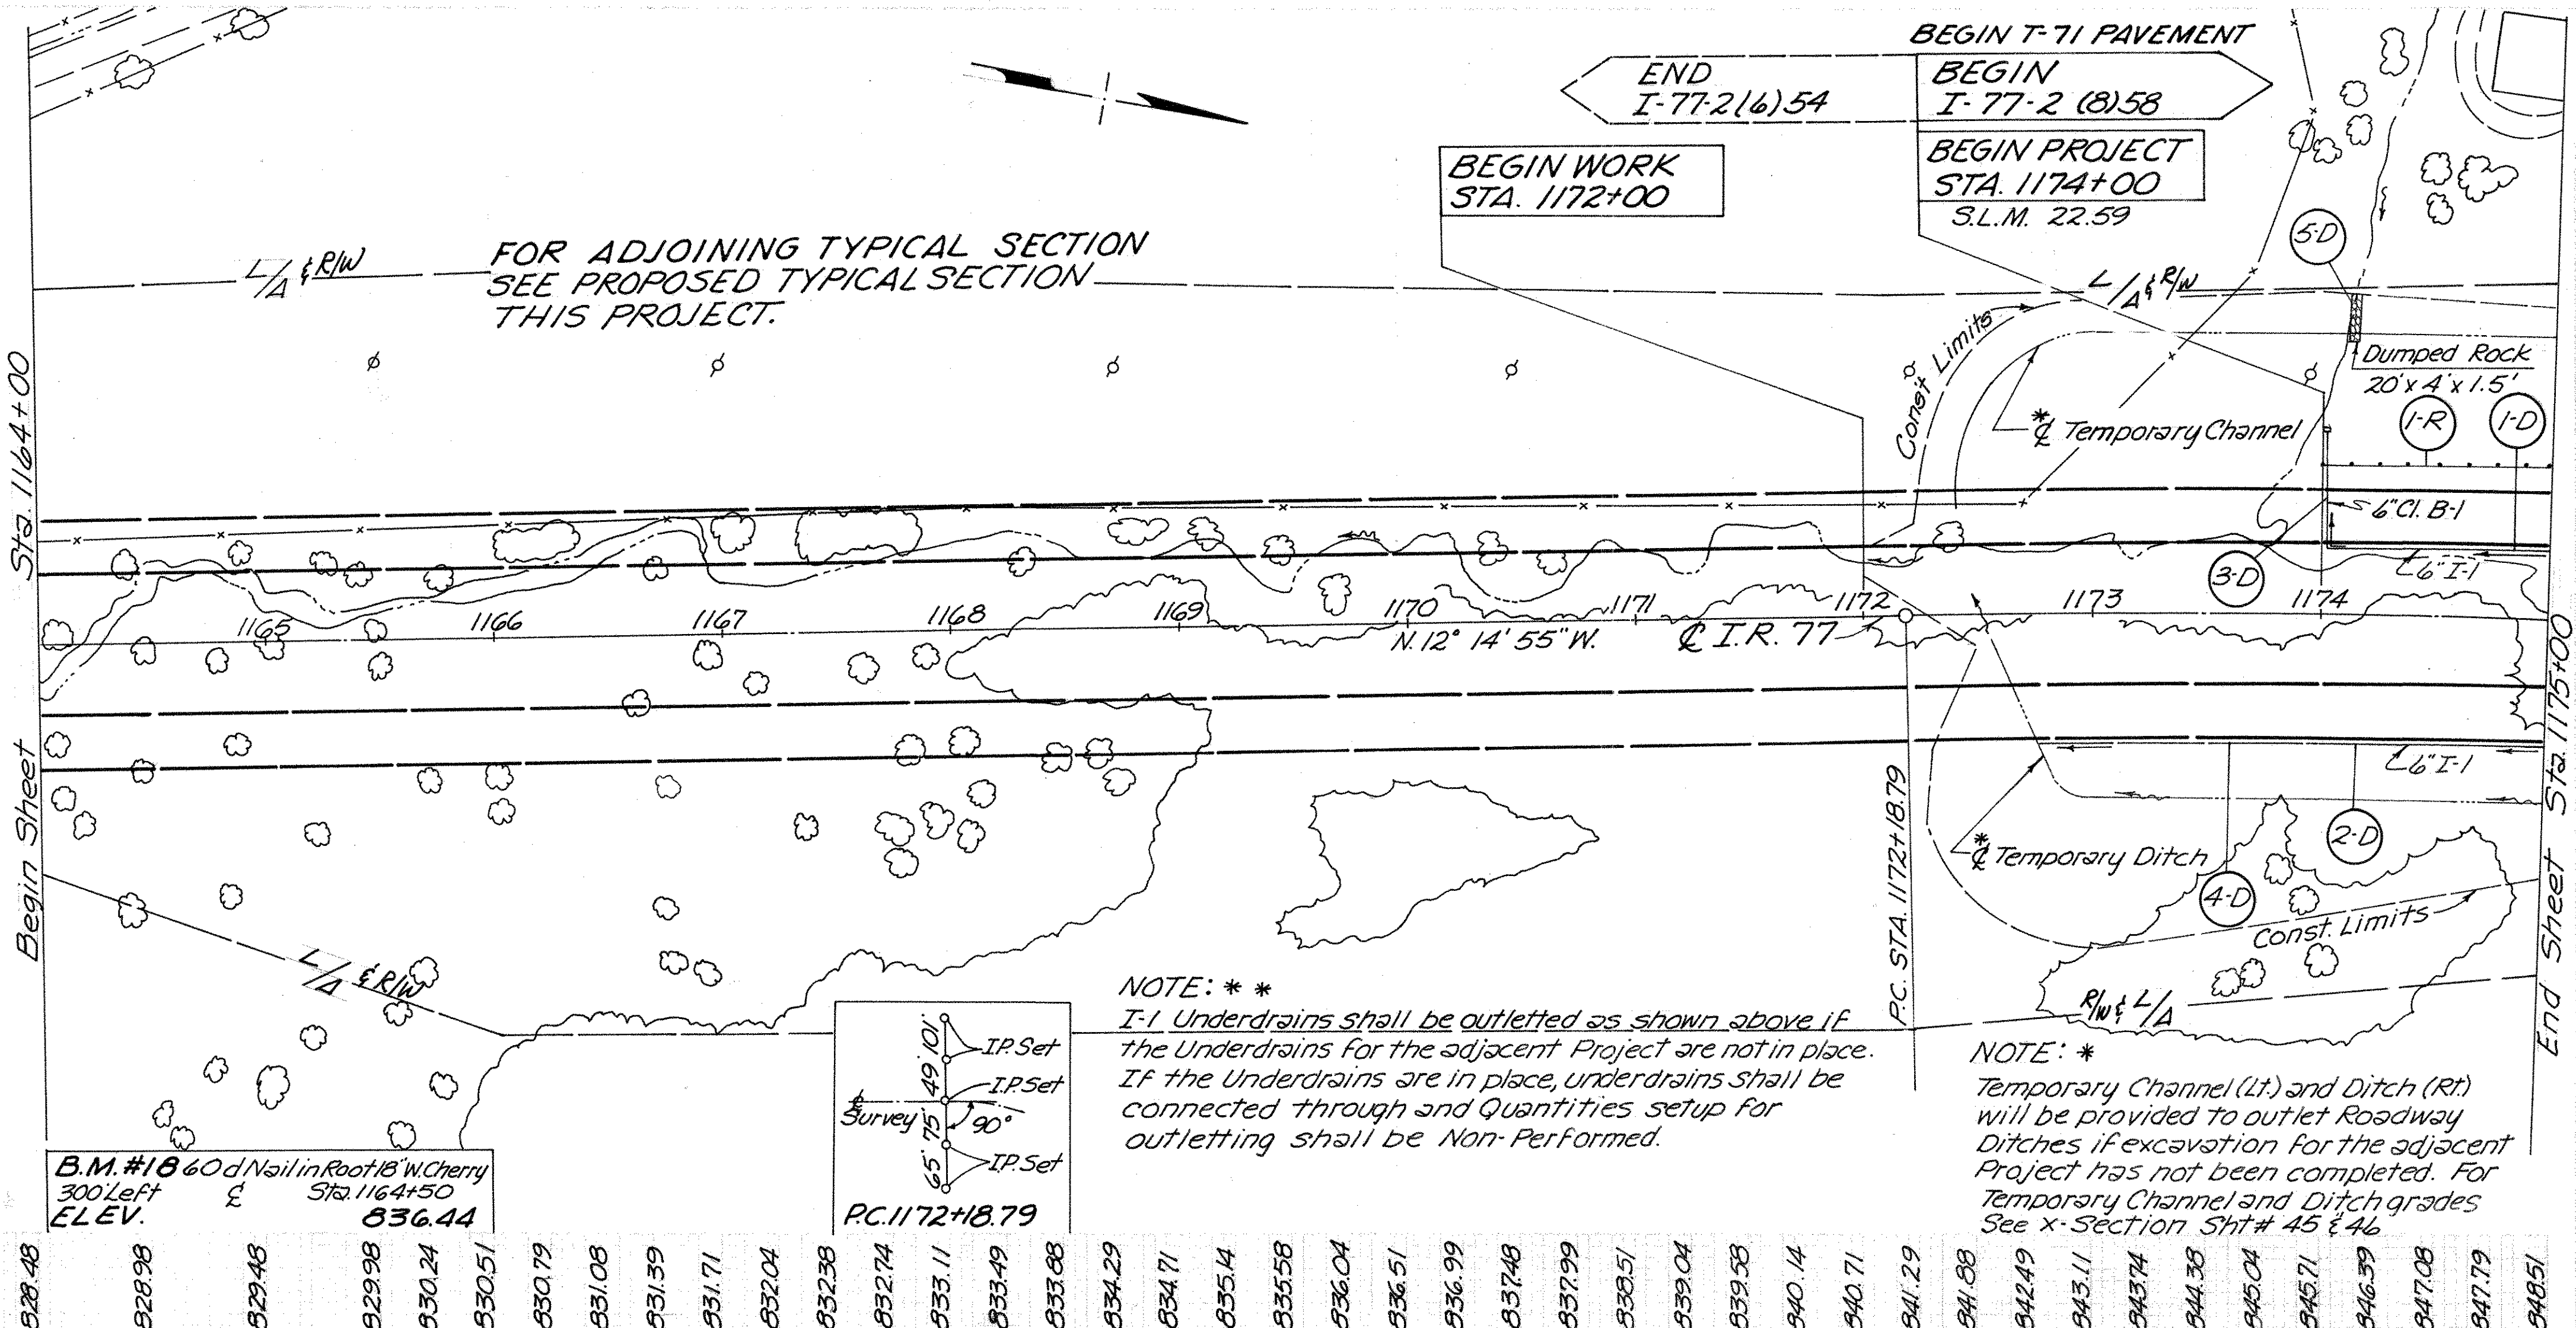 BEGIN T-71 PAVEMENT
END
I-77-2(6)54
BEGIN
I-77-2 (8)58
BEGIN WORK
STA. 1172+00
BEGIN PROJECT
STA. 1174+00
S.L.M. 22.59
5-D
FOR ADJOINING TYPICAL SECTION
SEE PROPOSED TYPICAL SECTION
THIS PROJECT.
L/A & R/W
L/A & R/W
Const Limits
Dumped Rock
20' x 4' x 1.5'
1-R
1-D
* ℄ Temporary Channel
Sta. 1164+00
6" Cl. B-1
6" I-1
3-D
1165
1166
1167
1168
1169
1170
1171
1172
1173
1174
N. 12° 14' 55" W.
℄ I.R. 77
Begin Sheet
End Sheet Sta. 1175+00
6" I-1
P.C. STA. 1172+18.79
* ℄ Temporary Ditch
2-D
4-D
Const. Limits
L/A & R/W
R/W & L/A
NOTE: * *
I-1 Underdrains shall be outletted as shown above if
the Underdrains for the adjacent Project are not in place.
If the Underdrains are in place, underdrains shall be
connected through and Quantities setup for
outletting shall be Non-Performed.
NOTE: *
Temporary Channel (Lt.) and Ditch (Rt.)
will be provided to outlet Roadway
Ditches if excavation for the adjacent
Project has not been completed. For
Temporary Channel and Ditch grades
See X-Section Sht# 45 & 46
101'
I.P. Set
49'
I.P. Set
℄
Survey
75'
90°
65'
I.P. Set
P.C. 1172+18.79
B.M. #18 60d Nail in Root 18" W. Cherry
300' Left ℄ Sta. 1164+50
ELEV. 836.44
828.48
828.98
829.48
829.98
830.24
830.51
830.79
831.08
831.39
831.71
832.04
832.38
832.74
833.11
833.49
833.88
834.29
834.71
835.14
835.58
836.04
836.51
836.99
837.48
837.99
838.51
839.04
839.58
840.14
840.71
841.29
841.88
842.49
843.11
843.74
844.38
845.04
845.71
846.39
847.08
847.79
848.51